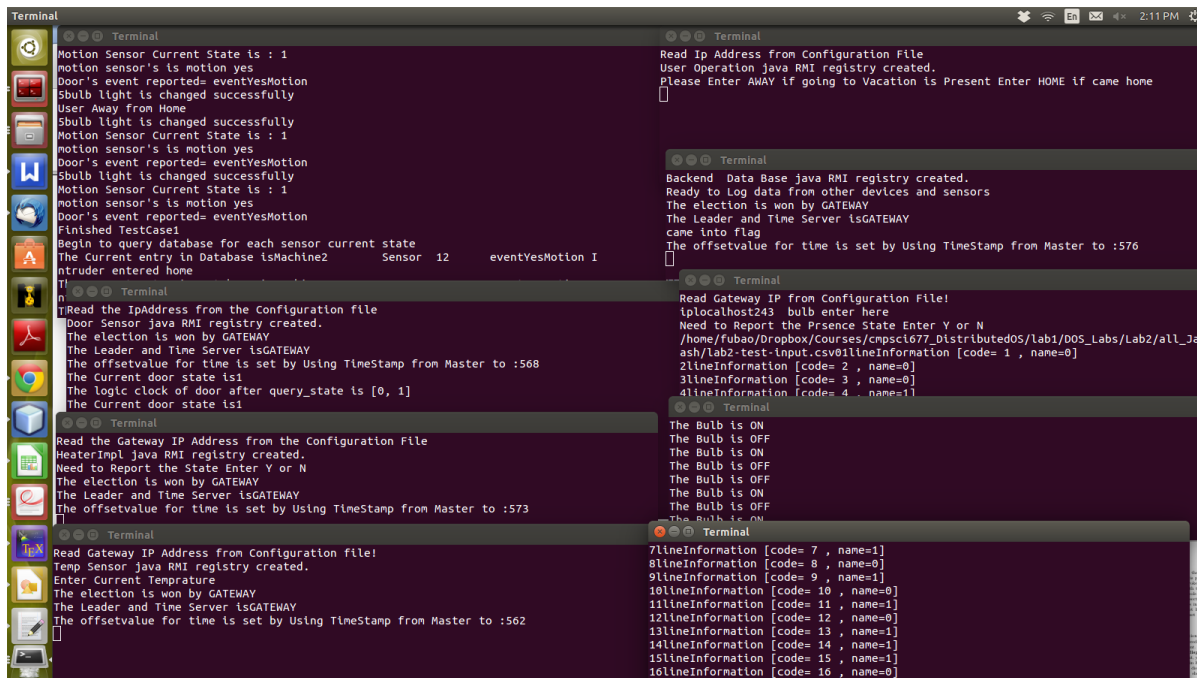 Terminal
En
2:11 PM
Terminal
Motion Sensor Current State is : 1
motion sensor's is motion yes
Door's event reported= eventYesMotion
5bulb light is changed successfully
User Away from Home
5bulb light is changed successfully
Motion Sensor Current State is : 1
motion sensor's is motion yes
Door's event reported= eventYesMotion
5bulb light is changed successfully
Motion Sensor Current State is : 1
motion sensor's is motion yes
Door's event reported= eventYesMotion
Finished TestCase1
Begin to query database for each sensor current state
The Current entry in Database isMachine2 Sensor 12 eventYesMotion I
ntruder entered home
Terminal
Read the IpAddress from the Configuration file
Door Sensor java RMI registry created.
The election is won by GATEWAY
The Leader and Time Server isGATEWAY
The offsetvalue for time is set by Using TimeStamp from Master to :568
The Current door state is1
The logic clock of door after query_state is [0, 1]
The Current door state is1
Terminal
Read the Gateway IP Address from the Configuration File
HeaterImpl java RMI registry created.
Need to Report the State Enter Y or N
The election is won by GATEWAY
The Leader and Time Server isGATEWAY
The offsetvalue for time is set by Using TimeStamp from Master to :573
Terminal
Read Gateway IP Address from Configuration file!
Temp Sensor java RMI registry created.
Enter Current Temprature
The election is won by GATEWAY
The Leader and Time Server isGATEWAY
The offsetvalue for time is set by Using TimeStamp from Master to :562
Terminal
Read Ip Address from Configuration File
User Operation java RMI registry created.
Please Enter AWAY if going to Vacation is Present Enter HOME if came home
Terminal
Backend Data Base java RMI registry created.
Ready to Log data from other devices and sensors
The election is won by GATEWAY
The Leader and Time Server isGATEWAY
came into flag
The offsetvalue for time is set by Using TimeStamp from Master to :576
Terminal
Read Gateway IP from Configuration File!
iplocalhost243 bulb enter here
Need to Report the Prsence State Enter Y or N
/home/fubao/Dropbox/Courses/cmpsci677_DistributedOS/lab1/DOS_Labs/Lab2/all_Ja
ash/lab2-test-input.csv01lineInformation [code= 1 , name=0]
2lineInformation [code= 2 , name=0]
3lineInformation [code= 3 , name=0]
4lineInformation [code= 4 , name=1]
Terminal
The Bulb is ON
The Bulb is OFF
The Bulb is ON
The Bulb is OFF
The Bulb is OFF
The Bulb is ON
The Bulb is OFF
The Bulb is ON
Terminal
7lineInformation [code= 7 , name=1]
8lineInformation [code= 8 , name=0]
9lineInformation [code= 9 , name=1]
10lineInformation [code= 10 , name=0]
11lineInformation [code= 11 , name=1]
12lineInformation [code= 12 , name=0]
13lineInformation [code= 13 , name=1]
14lineInformation [code= 14 , name=1]
15lineInformation [code= 15 , name=1]
16lineInformation [code= 16 , name=0]